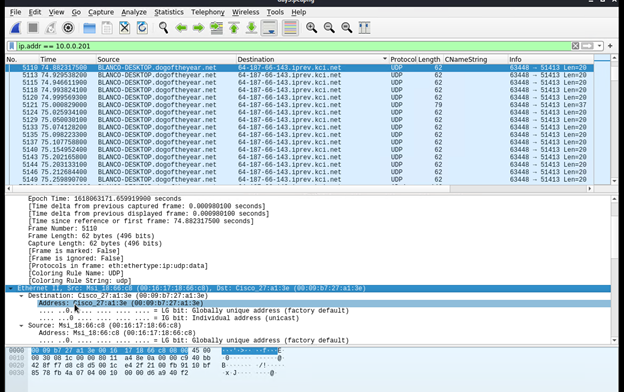 File Edit View Go Capture Analyze Statistics Telephony Wireless Tools Help
ip.addr == 10.0.0.201
No. Time Source Destination Protocol Length CNameString Info
5110 74.882317500 BLANCO-DESKTOP.dogoftheyear.net 64-187-66-143.iprev.kci.net UDP 62 63448 → 51413 Len=20
5113 74.929538200 BLANCO-DESKTOP.dogoftheyear.net 64-187-66-143.iprev.kci.net UDP 62 63448 → 51413 Len=20
5115 74.946611900 BLANCO-DESKTOP.dogoftheyear.net 64-187-66-143.iprev.kci.net UDP 62 63448 → 51413 Len=20
5118 74.993824100 BLANCO-DESKTOP.dogoftheyear.net 64-187-66-143.iprev.kci.net UDP 62 63448 → 51413 Len=20
5120 74.999569300 BLANCO-DESKTOP.dogoftheyear.net 64-187-66-143.iprev.kci.net UDP 62 63448 → 51413 Len=20
5121 75.000829000 BLANCO-DESKTOP.dogoftheyear.net 64-187-66-143.iprev.kci.net UDP 79 63448 → 51413 Len=37
5124 75.025934100 BLANCO-DESKTOP.dogoftheyear.net 64-187-66-143.iprev.kci.net UDP 62 63448 → 51413 Len=20
5129 75.050030100 BLANCO-DESKTOP.dogoftheyear.net 64-187-66-143.iprev.kci.net UDP 62 63448 → 51413 Len=20
5133 75.074128000 BLANCO-DESKTOP.dogoftheyear.net 64-187-66-143.iprev.kci.net UDP 62 63448 → 51413 Len=20
5135 75.098223300 BLANCO-DESKTOP.dogoftheyear.net 64-187-66-143.iprev.kci.net UDP 62 63448 → 51413 Len=20
5137 75.107758800 BLANCO-DESKTOP.dogoftheyear.net 64-187-66-143.iprev.kci.net UDP 62 63448 → 51413 Len=20
5140 75.154952400 BLANCO-DESKTOP.dogoftheyear.net 64-187-66-143.iprev.kci.net UDP 62 63448 → 51413 Len=20
5143 75.202165800 BLANCO-DESKTOP.dogoftheyear.net 64-187-66-143.iprev.kci.net UDP 62 63448 → 51413 Len=20
5144 75.203133100 BLANCO-DESKTOP.dogoftheyear.net 64-187-66-143.iprev.kci.net UDP 62 63448 → 51413 Len=20
5146 75.212684400 BLANCO-DESKTOP.dogoftheyear.net 64-187-66-143.iprev.kci.net UDP 62 63448 → 51413 Len=20
5149 75.259890700 BLANCO-DESKTOP.dogoftheyear.net 64-187-66-143.iprev.kci.net UDP 62 63448 → 51413 Len=20
Epoch Time: 1618063171.659919900 seconds
[Time delta from previous captured frame: 0.000980100 seconds]
[Time delta from previous displayed frame: 0.000980100 seconds]
[Time since reference or first frame: 74.882317500 seconds]
Frame Number: 5110
Frame Length: 62 bytes (496 bits)
Capture Length: 62 bytes (496 bits)
[Frame is marked: False]
[Frame is ignored: False]
[Protocols in frame: eth:ethertype:ip:udp:data]
[Coloring Rule Name: UDP]
[Coloring Rule String: udp]
Ethernet II, Src: Msi_18:66:c8 (00:16:17:18:66:c8), Dst: Cisco_27:a1:3e (00:09:b7:27:a1:3e)
Destination: Cisco_27:a1:3e (00:09:b7:27:a1:3e)
Address: Cisco_27:a1:3e (00:09:b7:27:a1:3e)
.... ..0. .... .... .... .... = LG bit: Globally unique address (factory default)
.... ...0 .... .... .... .... = IG bit: Individual address (unicast)
Source: Msi_18:66:c8 (00:16:17:18:66:c8)
Address: Msi_18:66:c8 (00:16:17:18:66:c8)
.... ..0. .... .... .... .... = LG bit: Globally unique address (factory default)
0000 00 09 b7 27 a1 3e 00 16 17 18 66 c8 08 00 45 00
0010 00 30 08 1c 00 00 80 11 a4 8e 0a 00 00 c9 40 bb
0020 42 8f f7 d8 c8 d5 00 1c e4 2f 21 00 fb 91 10 bf
0030 85 78 fb 4a 07 04 00 10 00 00 d6 a9 40 f2